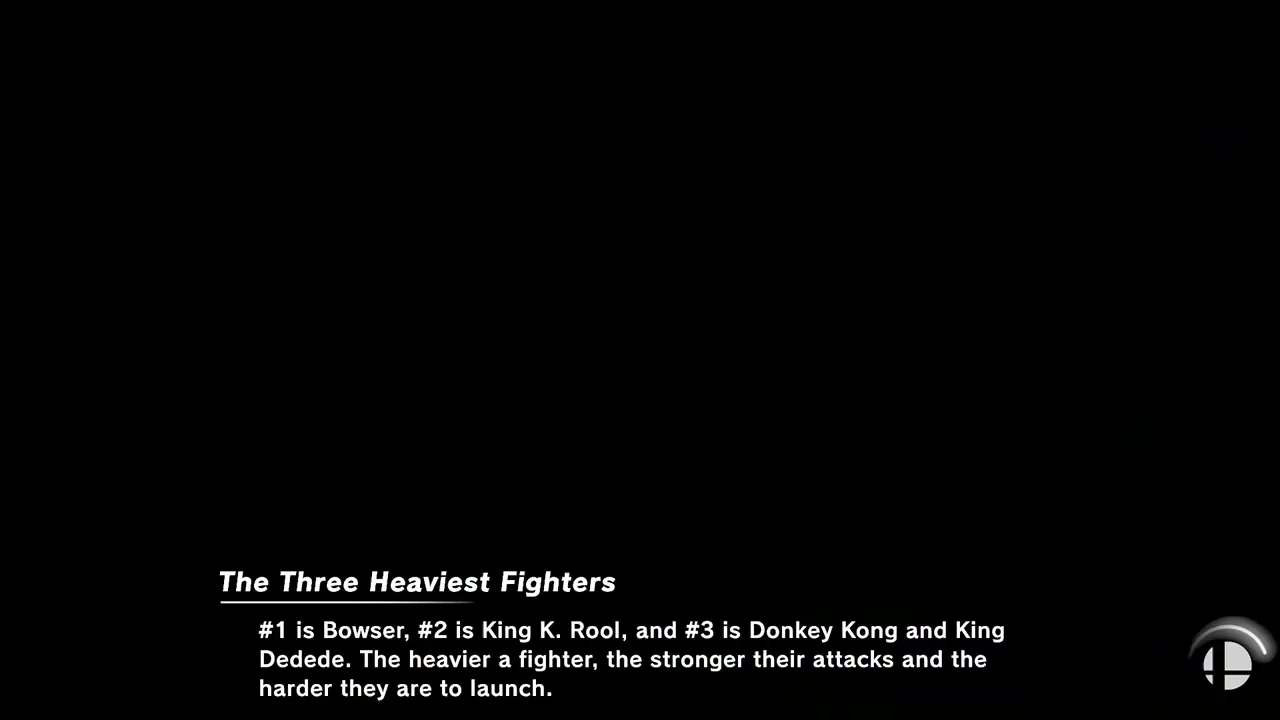 The Three Heaviest Fighters
#1 is Bowser, #2 is King K. Rool, and #3 is Donkey Kong and King
Dedede. The heavier a fighter, the stronger their attacks and the
harder they are to launch.